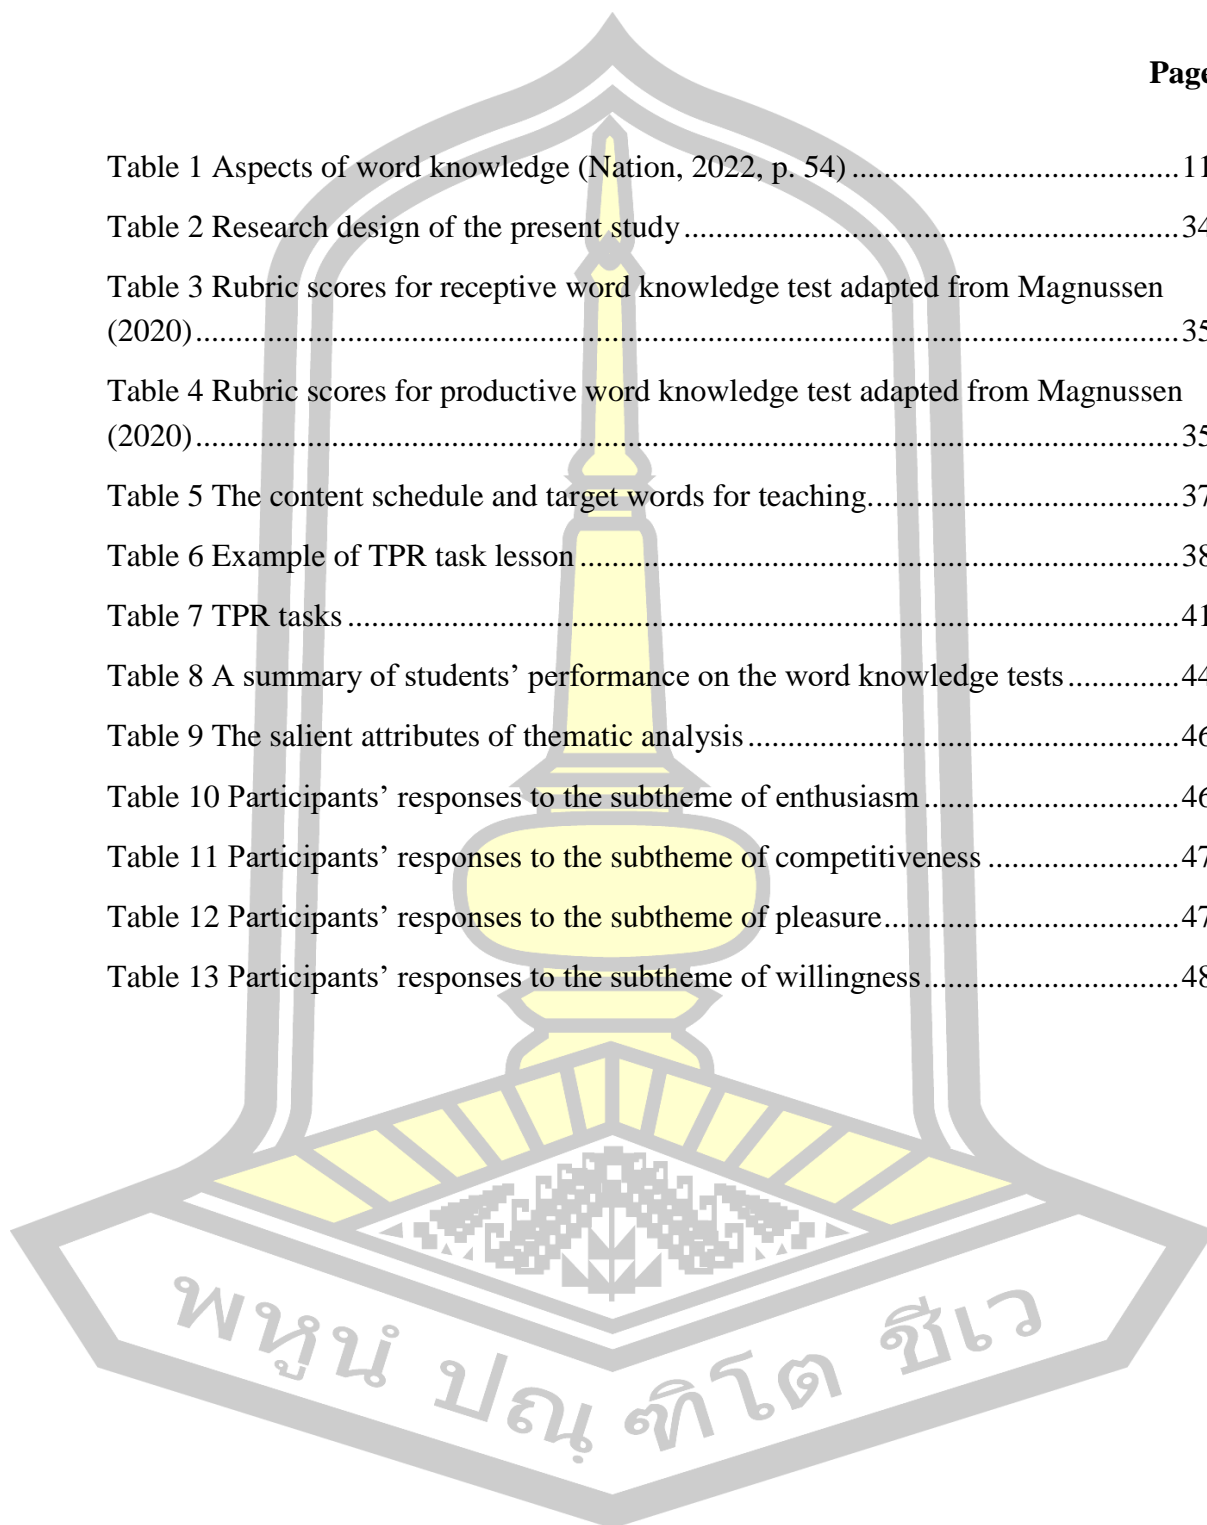 Page
Table 1 Aspects of word knowledge (Nation, 2022, p. 54) ....................................11
Table 2 Research design of the present study.......................................................34
Table 3 Rubric scores for receptive word knowledge test adapted from Magnussen
(2020)..............................................................................................................35
Table 4 Rubric scores for productive word knowledge test adapted from Magnussen
(2020)..............................................................................................................35
Table 5 The content schedule and target words for teaching..................................37
Table 6 Example of TPR task lesson..................................................................38
Table 7 TPR tasks.............................................................................................41
Table 8 A summary of students’ performance on the word knowledge tests.............44
Table 9 The salient attributes of thematic analysis................................................46
Table 10 Participants’ responses to the subtheme of enthusiasm............................46
Table 11 Participants’ responses to the subtheme of competitiveness .....................47
Table 12 Participants’ responses to the subtheme of pleasure.................................47
Table 13 Participants’ responses to the subtheme of willingness............................48
พหูนํ ปณฺฑิโต ชีเว